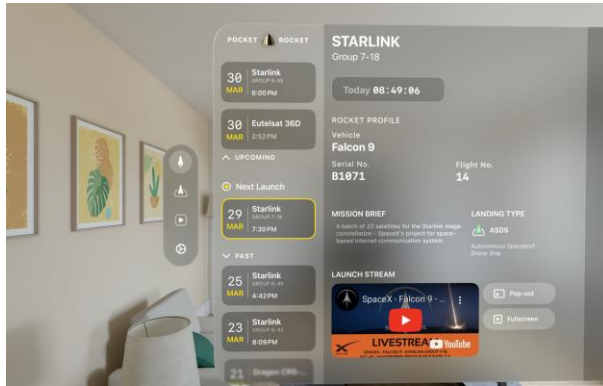 POCKET ROCKET
30 MAR
Starlink
GROUP 6-45
6:00PM
30 MAR
Eutelsat 36D
2:52PM
UPCOMING
Next Launch
29 MAR
Starlink
GROUP 7-18
7:30PM
PAST
25 MAR
Starlink
GROUP 6-46
4:42PM
23 MAR
Starlink
GROUP 6-42
8:09PM
21
Dragon CRS-
STARLINK
Group 7-18
Today 08:49:06
ROCKET PROFILE
Vehicle
Falcon 9
Serial No.
B1071
Flight No.
14
MISSION BRIEF
A batch of 22 satellites for the Starlink mega-
constellation - SpaceX's project for space-
based Internet communication system.
LANDING TYPE
ASDS
Autonomous Spaceport
Drone Ship
LAUNCH STREAM
SpaceX - Falcon 9 - ...
LIVESTREA
YouTube
Pop-out
Fullscreen